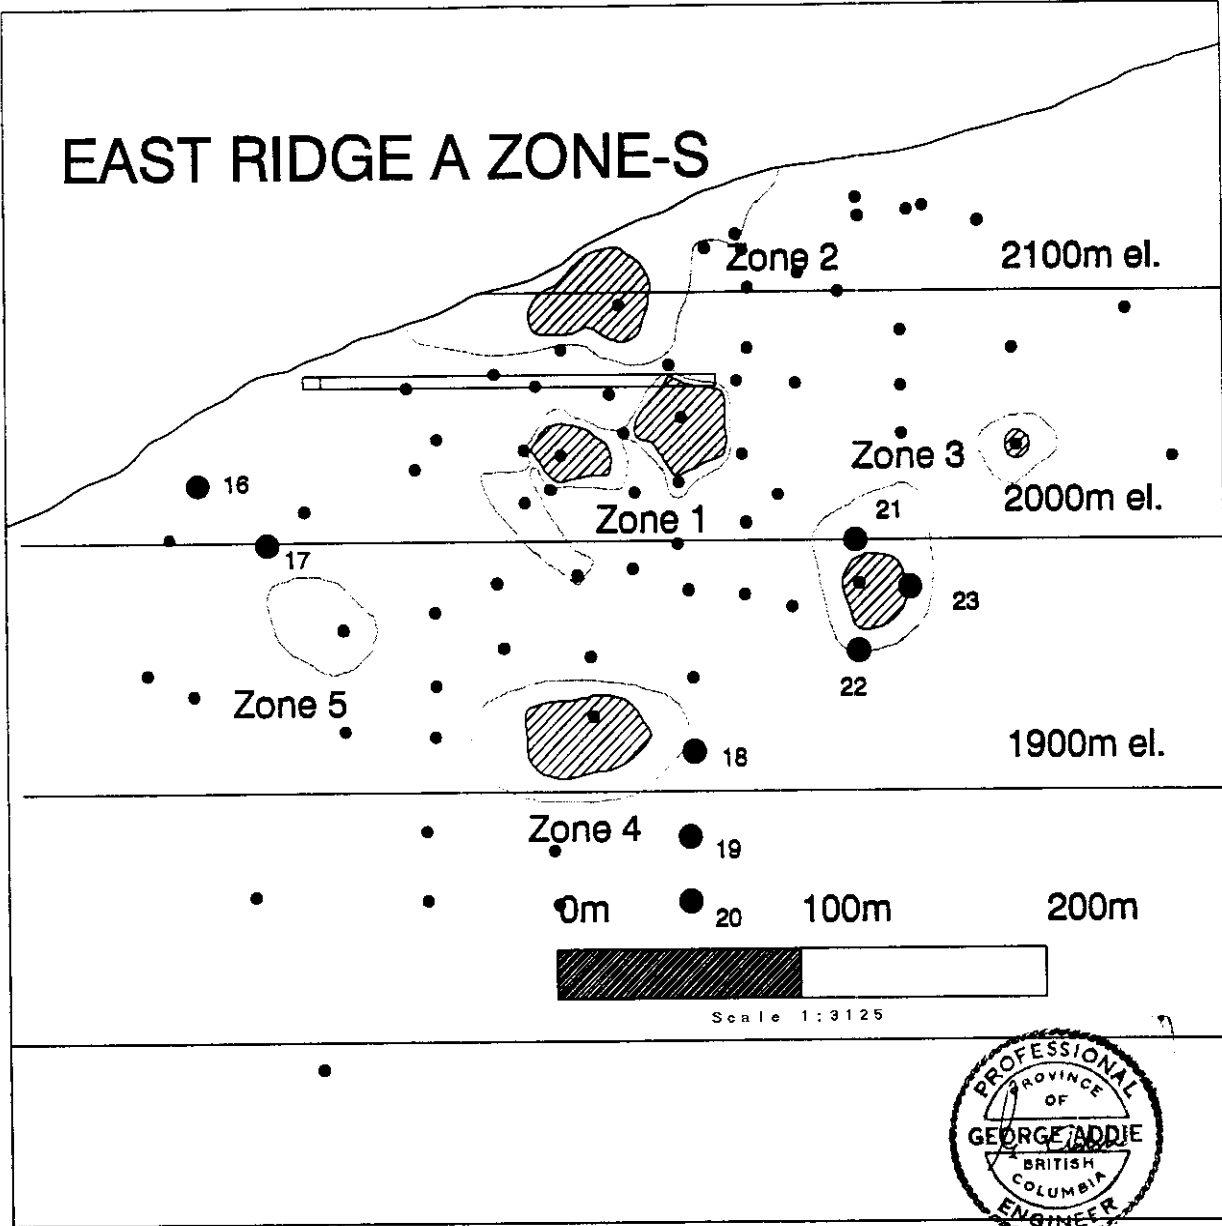 EAST RIDGE A ZONE-S
Zone 2
2100m el.
Zone 3
16
2000m el.
21
Zone 1
17
23
22
Zone 5
1900m el.
18
Zone 4
19
0m 100m 200m
20
Scale 1:3125
PROFESSIONAL
PROVINCE
OF
GEORGE ADDIE
BRITISH
COLUMBIA
ENGINEER